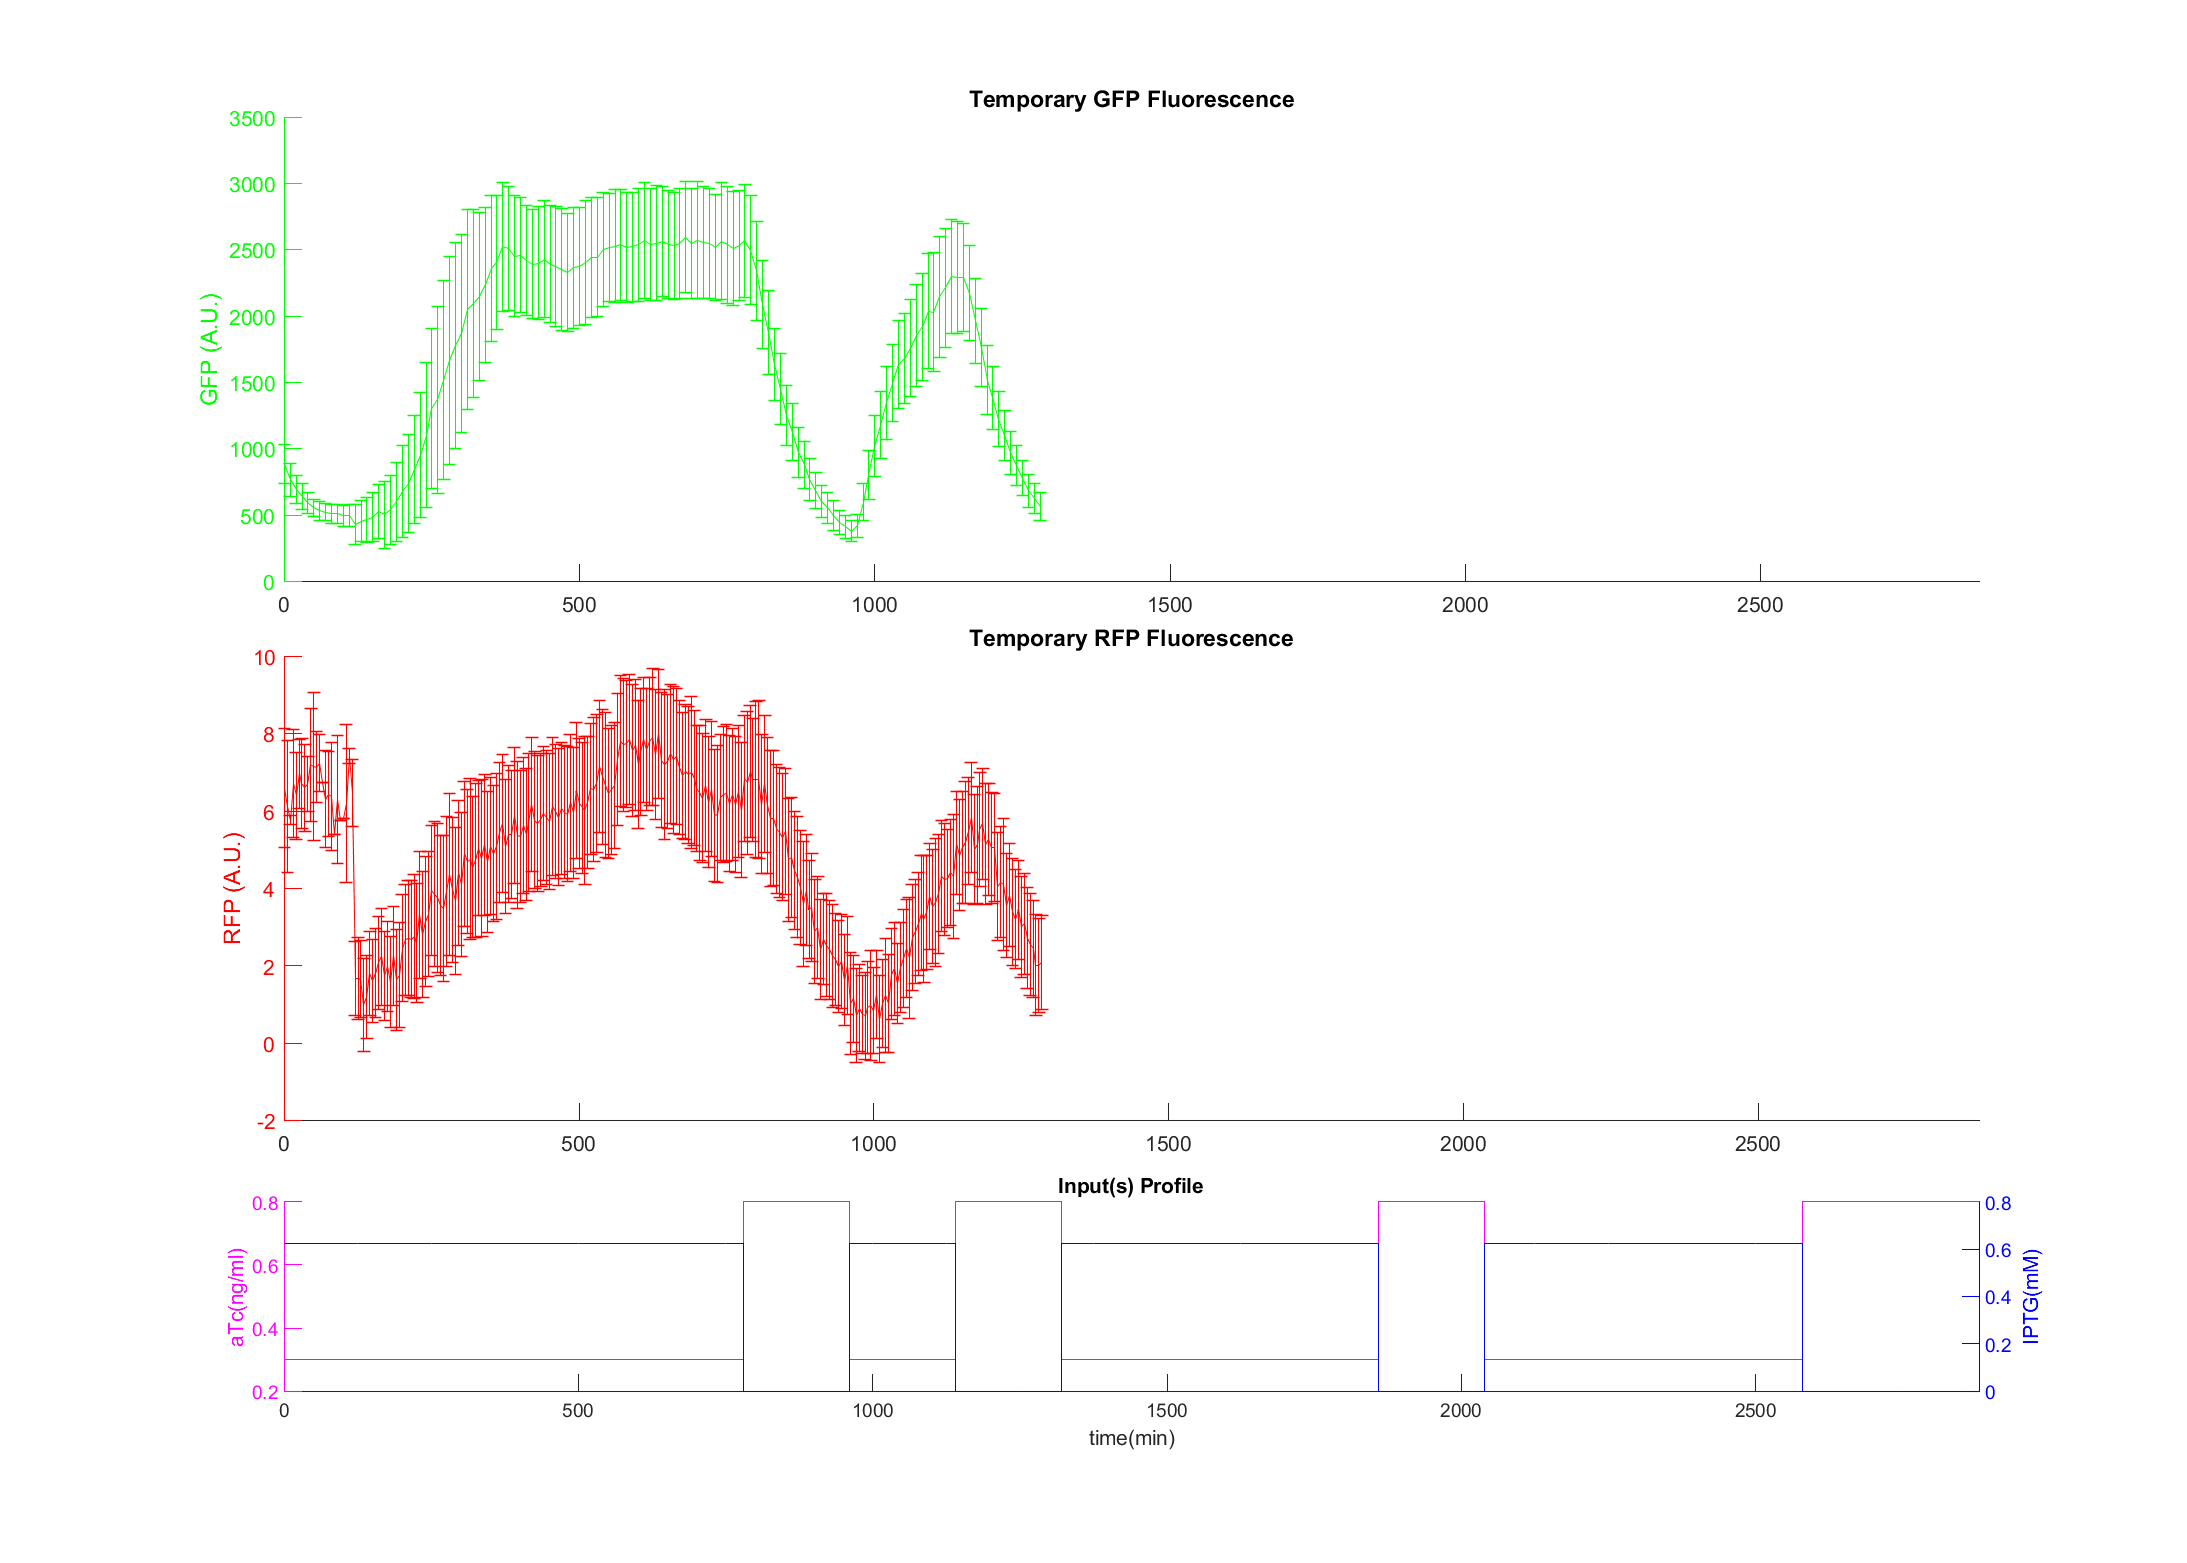 Temporary GFP Fluorescence
3500
3000
2500
2000
1500
1000
500
0
GFP (A.U.)
0 500 1000 1500 2000 2500
Temporary RFP Fluorescence
10
8
6
4
2
0
-2
RFP (A.U.)
0 500 1000 1500 2000 2500
Input(s) Profile
0.8
0.6
0.4
0.2
aTc(ng/ml)
0.8
0.6
0.4
0.2
0
IPTG(mM)
0 500 1000 1500 2000 2500
time(min)